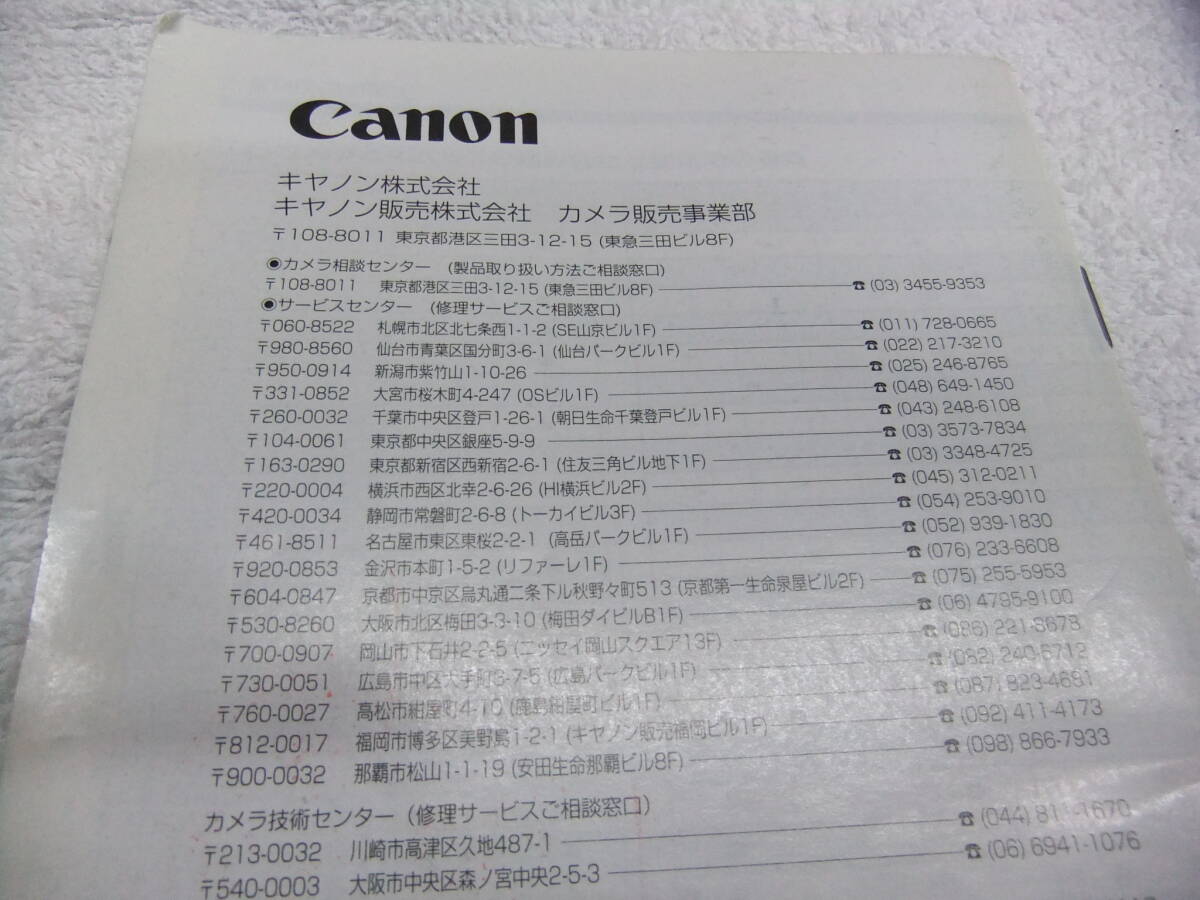 Canon
キヤノン株式会社
キヤノン販売株式会社 カメラ販売事業部
〒108-8011 東京都港区三田3-12-15 (東急三田ビル8F)
◉カメラ相談センター (製品取り扱い方法ご相談窓口)
〒108-8011 東京都港区三田3-12-15 (東急三田ビル8F) ☎ (03) 3455-9353
◉サービスセンター (修理サービスご相談窓口)
〒060-8522 札幌市北区北七条西1-1-2 (SE山京ビル1F) ☎ (011) 728-0665
〒980-8560 仙台市青葉区国分町3-6-1 (仙台パークビル1F) ☎ (022) 217-3210
〒950-0914 新潟市紫竹山1-10-26 ☎ (025) 246-8765
〒331-0852 大宮市桜木町4-247 (OSビル1F) ☎ (048) 649-1450
〒260-0032 千葉市中央区登戸1-26-1 (朝日生命千葉登戸ビル1F) ☎ (043) 248-6108
〒104-0061 東京都中央区銀座5-9-9 ☎ (03) 3573-7834
〒163-0290 東京都新宿区西新宿2-6-1 (住友三角ビル地下1F) ☎ (03) 3348-4725
〒220-0004 横浜市西区北幸2-6-26 (HI横浜ビル2F) ☎ (045) 312-0211
〒420-0034 静岡市常磐町2-6-8 (トーカイビル3F) ☎ (054) 253-9010
〒461-8511 名古屋市東区東桜2-2-1 (高岳パークビル1F) ☎ (052) 939-1830
〒920-0853 金沢市本町1-5-2 (リファーレ1F) ☎ (076) 233-6608
〒604-0847 京都市中京区烏丸通二条下ル秋野々町513 (京都第一生命泉屋ビル2F) ☎ (075) 255-5953
〒530-8260 大阪市北区梅田3-3-10 (梅田ダイビルB1F) ☎ (06) 4795-9100
〒700-0907 岡山市下石井2-2-5 (ニッセイ岡山スクエア13F) ☎ (086)
〒730-0051 広島市中区大手町3-7-5 (広島パークビル1F) ☎ (082)
〒760-0027 高松市紺屋町4-10 (鹿島紺屋町ビル1F) ☎ (087) 823-4681
〒812-0017 福岡市博多区美野島1-2-1 (キヤノン販売福岡ビル1F) ☎ (092) 411-4173
〒900-0032 那覇市松山1-1-19 (安田生命那覇ビル8F) ☎ (098) 866-7933
カメラ技術センター (修理サービスご相談窓口)
〒213-0032 川崎市高津区久地487-1 ☎ (044)
〒540-0003 大阪市中央区森ノ宮中央2-5-3 ☎ (06) 6941-1076